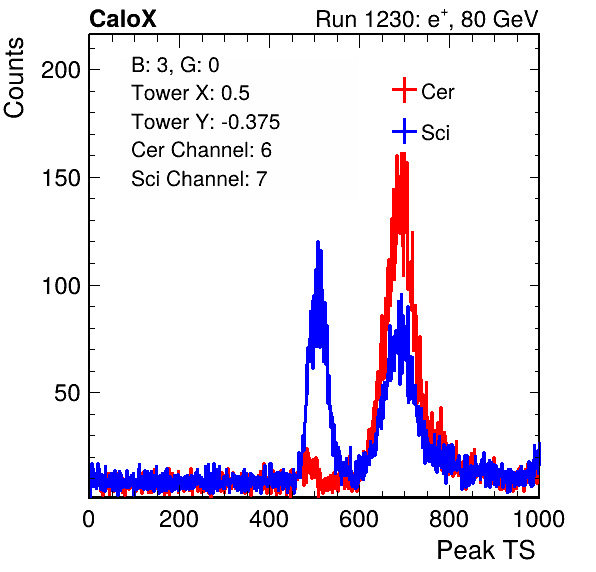 CaloX Run 1230: e⁺, 80 GeV
Counts
B: 3, G: 0
Tower X: 0.5
Tower Y: -0.375
Cer Channel: 6
Sci Channel: 7
Cer
Sci
200
150
100
50
0 200 400 600 800 1000
Peak TS